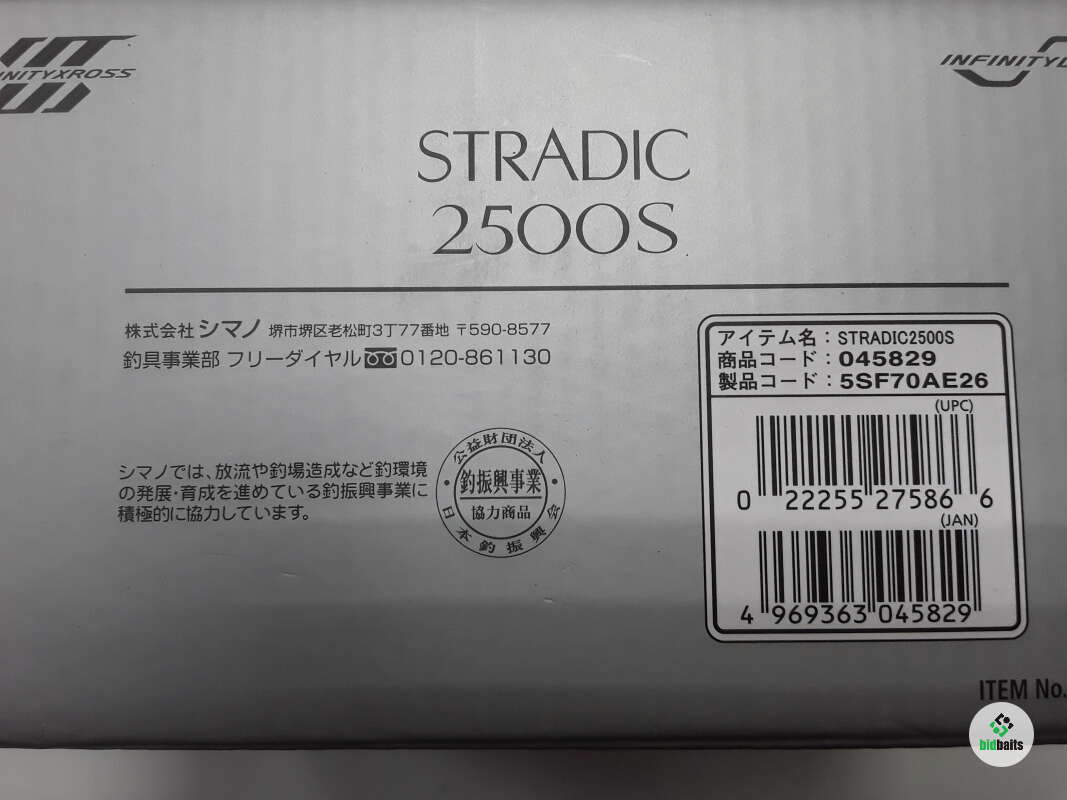 INFINITYXROSS
INFINITY
STRADIC
2500S
株式会社 シマノ 堺市堺区老松町3丁77番地 〒590-8577
釣具事業部 フリーダイヤル 0120-861130
シマノでは、放流や釣場造成など釣環境
の発展・育成を進めている釣振興事業に
積極的に協力しています。
公益財団法人
釣振興事業
協力商品
日本釣振興会
アイテム名：STRADIC2500S
商品コード：045829
製品コード：5SF70AE26
(UPC)
0 22255 27586 6
(JAN)
4 969363 045829
ITEM No.
bidbaits